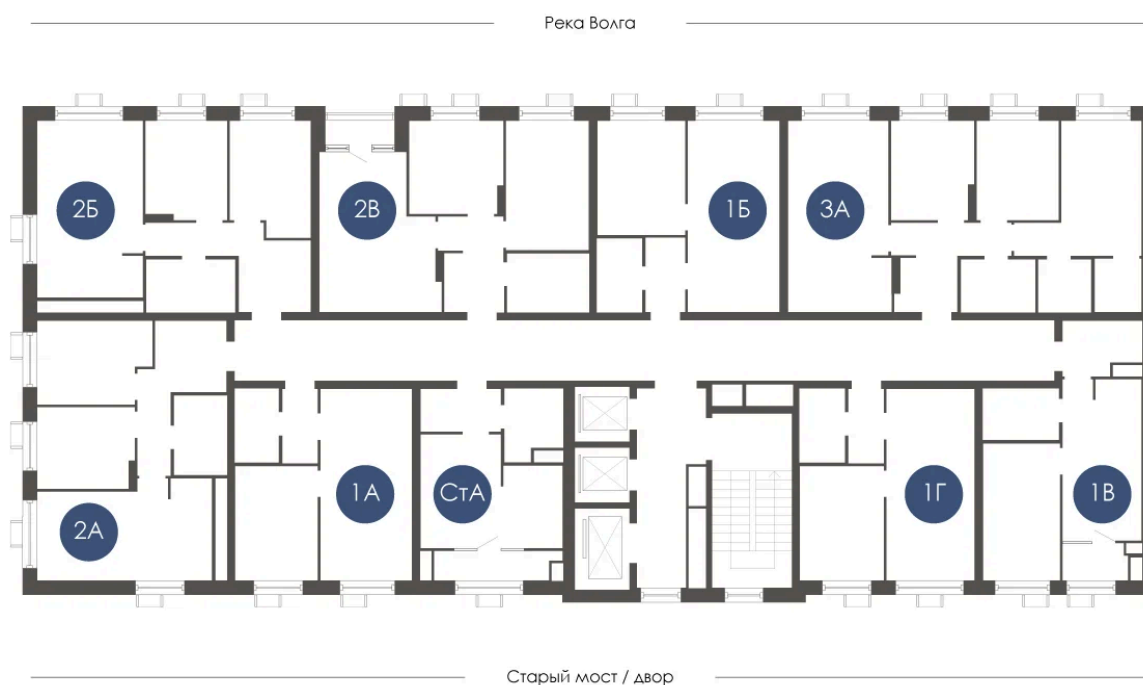 Река Волга
2Б
2В
1Б
3А
2А
1А
СтА
1Г
1В
Старый мост / двор